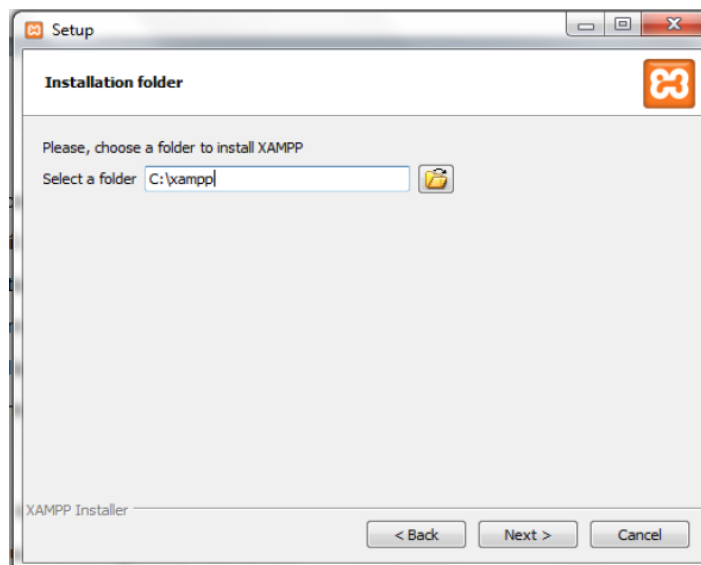 Setup
Installation folder
Please, choose a folder to install XAMPP
Select a folder C:\xampp
XAMPP Installer
< Back Next > Cancel